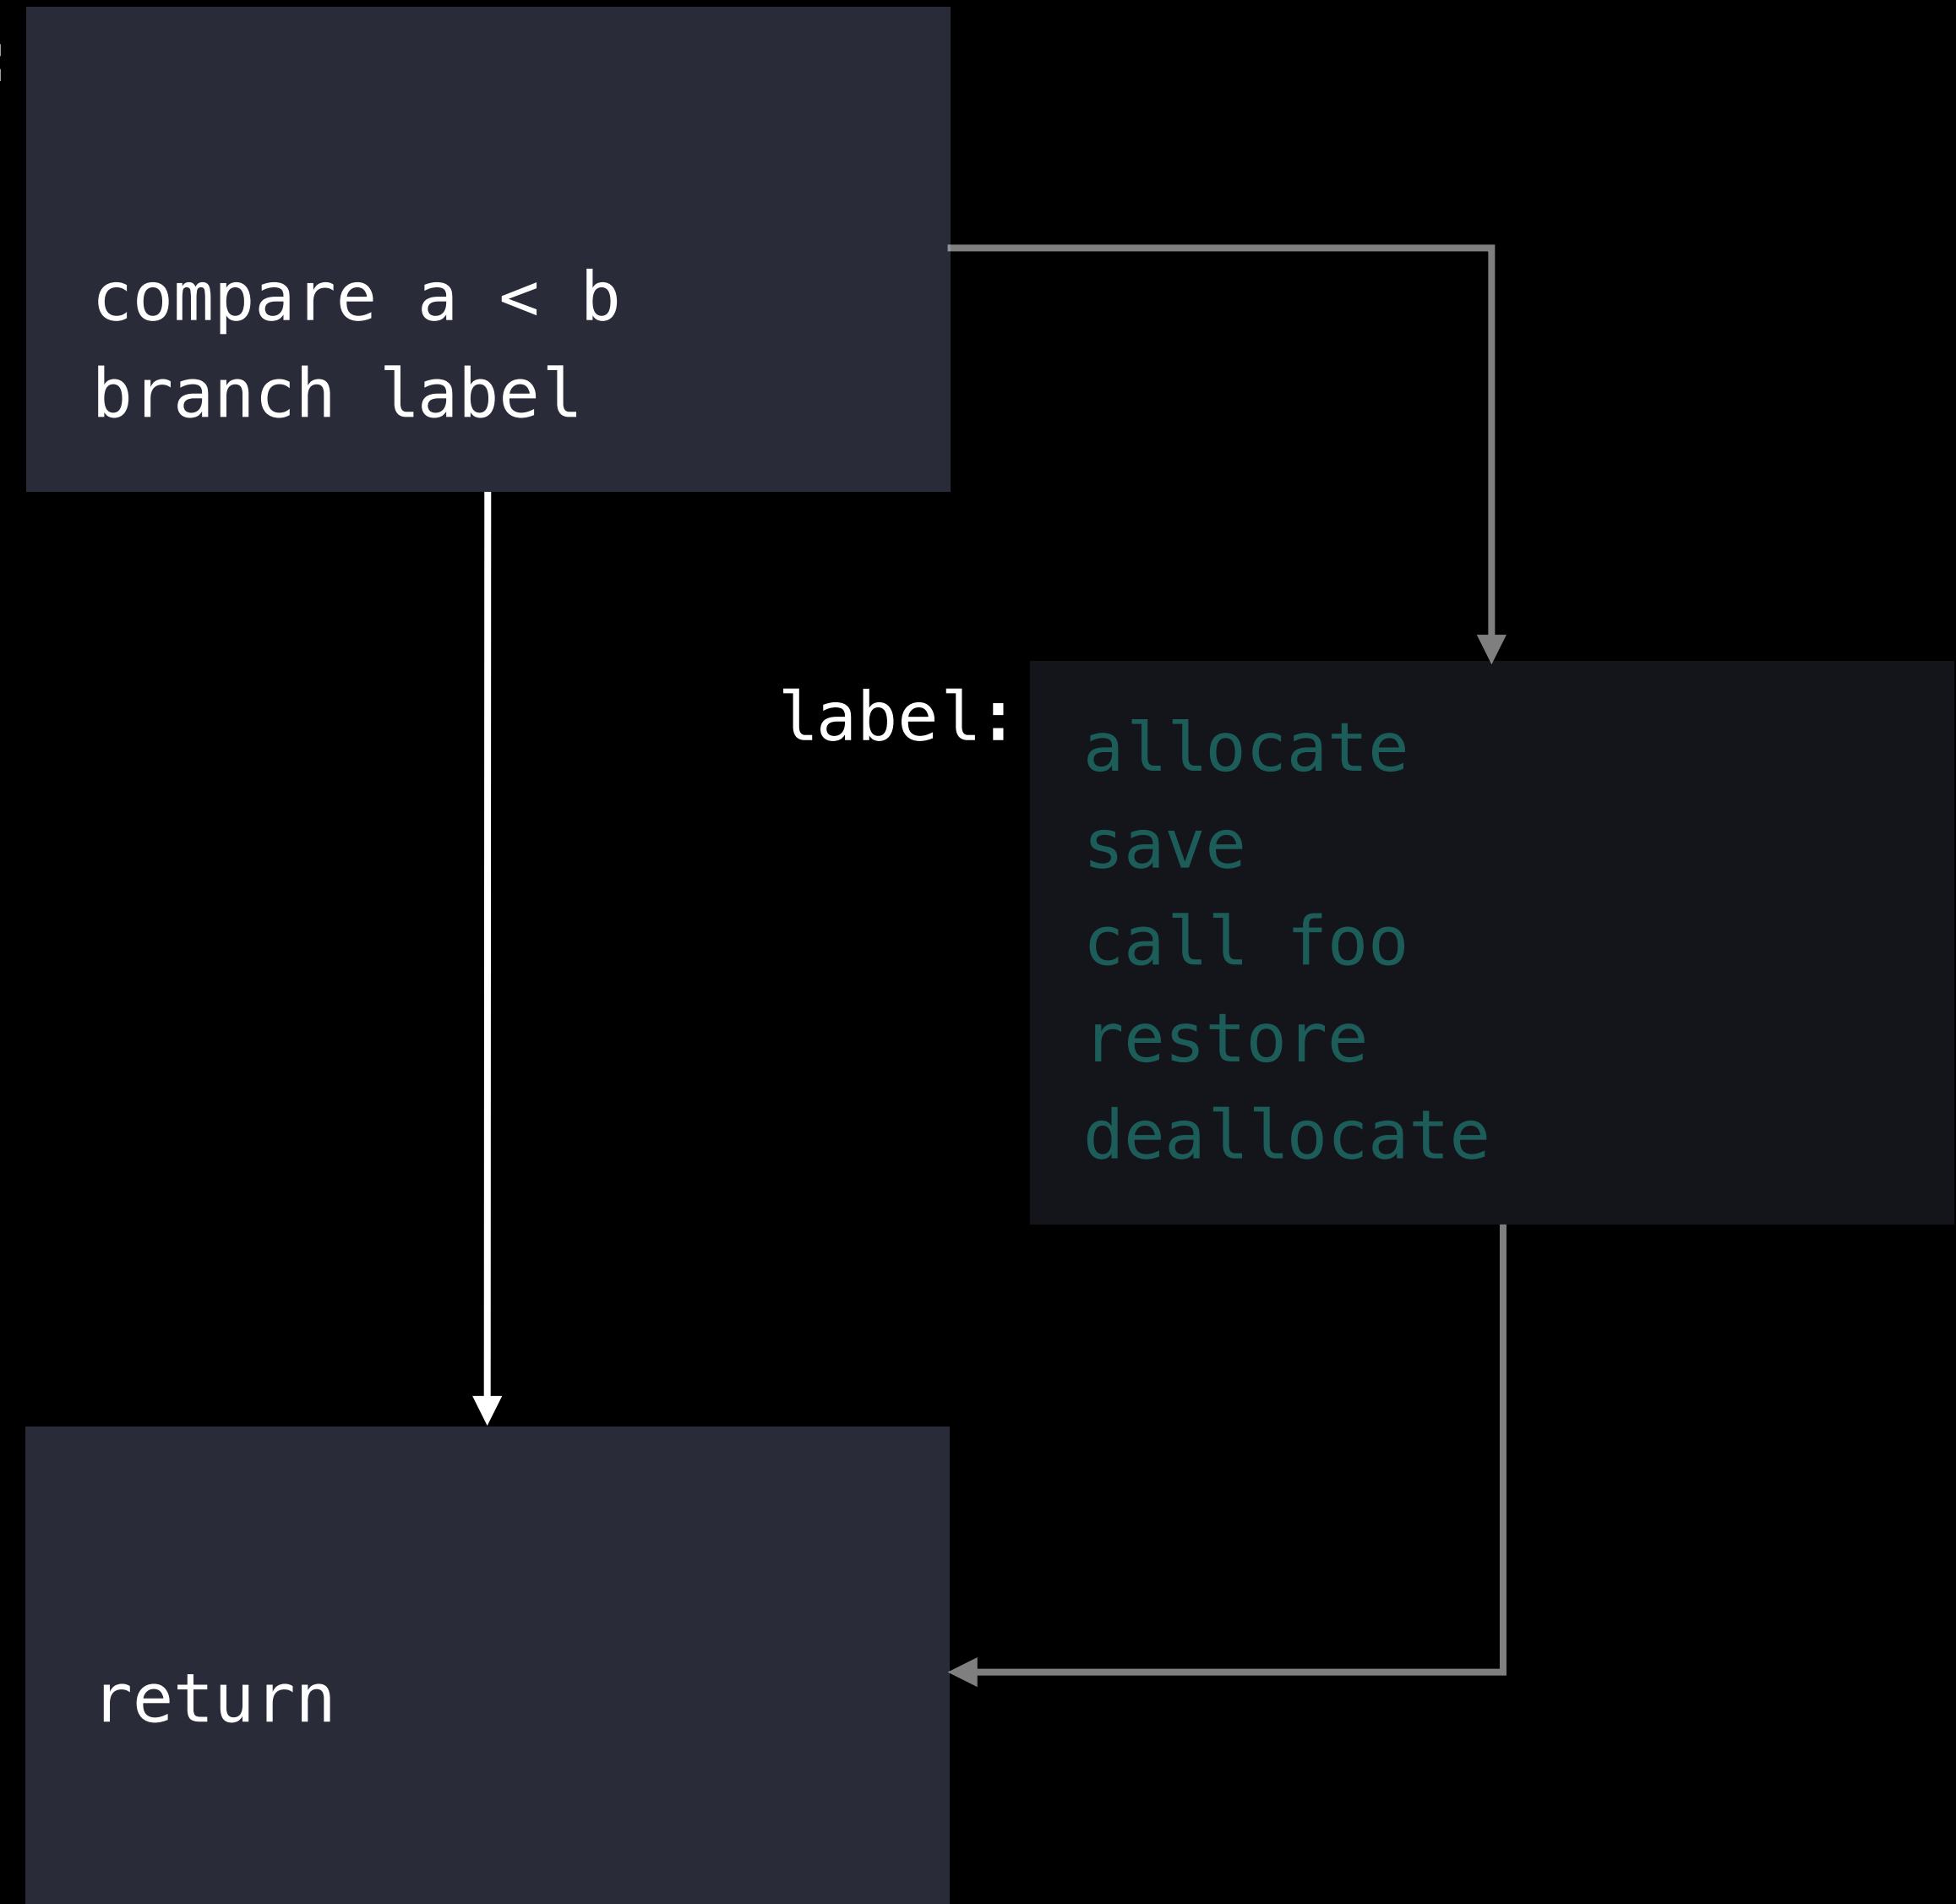 compare a < b
branch label
label:
allocate
save
call foo
restore
deallocate
return